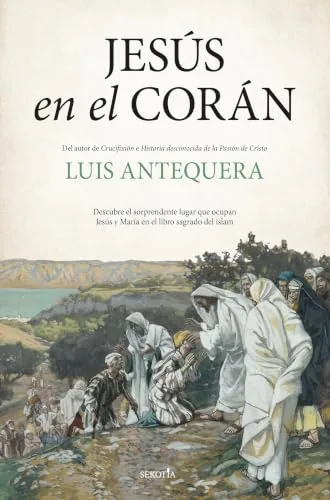 JESÚS
en el CORÁN
Del autor de Crucifixión e Historia desconocida de la Pasión de Cristo
LUIS ANTEQUERA
Descubre el sorprendente lugar que ocupan
Jesús y María en el libro sagrado del islam
SEKOTIA